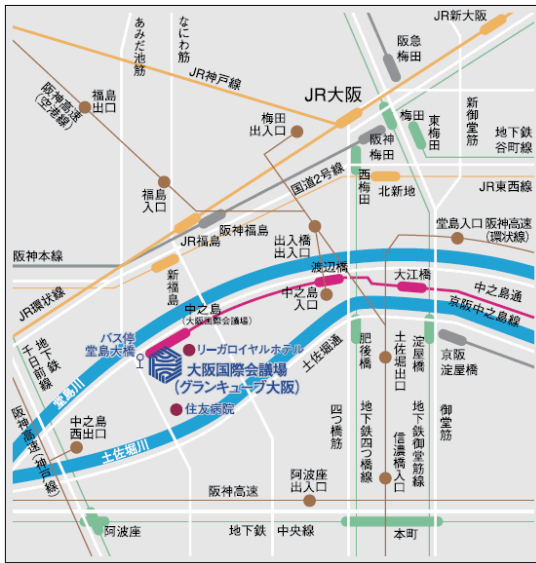 JR新大阪
あみだ池筋
なにわ筋
阪急
梅田
JR神戸線
JR大阪
阪神高速
(空港線)
福島
出口
梅田
出入口
梅田
東梅田
新御堂筋
地下鉄
谷町線
阪神
梅田
国道2号線
西梅田
北新地
JR東西線
福島
入口
JR福島
阪神福島
出入橋
出入口
堂島入口
阪神高速
(環状線)
阪神本線
新福島
渡辺橋
大江橋
中之島
入口
中之島通
京阪中之島線
JR環状線
中之島
(大阪国際会議場)
バス停
堂島大橋
リーガロイヤルホテル
大阪国際会議場
(グランキューブ大阪)
住友病院
土佐堀通
肥後橋
土佐堀出口
淀屋橋
京阪
淀屋橋
地下鉄
千日前線
堂島川
土佐堀川
中之島
西出口
阪神高速(神戸線)
四つ橋筋
地下鉄四つ橋線
信濃橋入口
地下鉄御堂筋線
御堂筋
阿波座
出入口
阪神高速
阿波座
地下鉄
中央線
本町